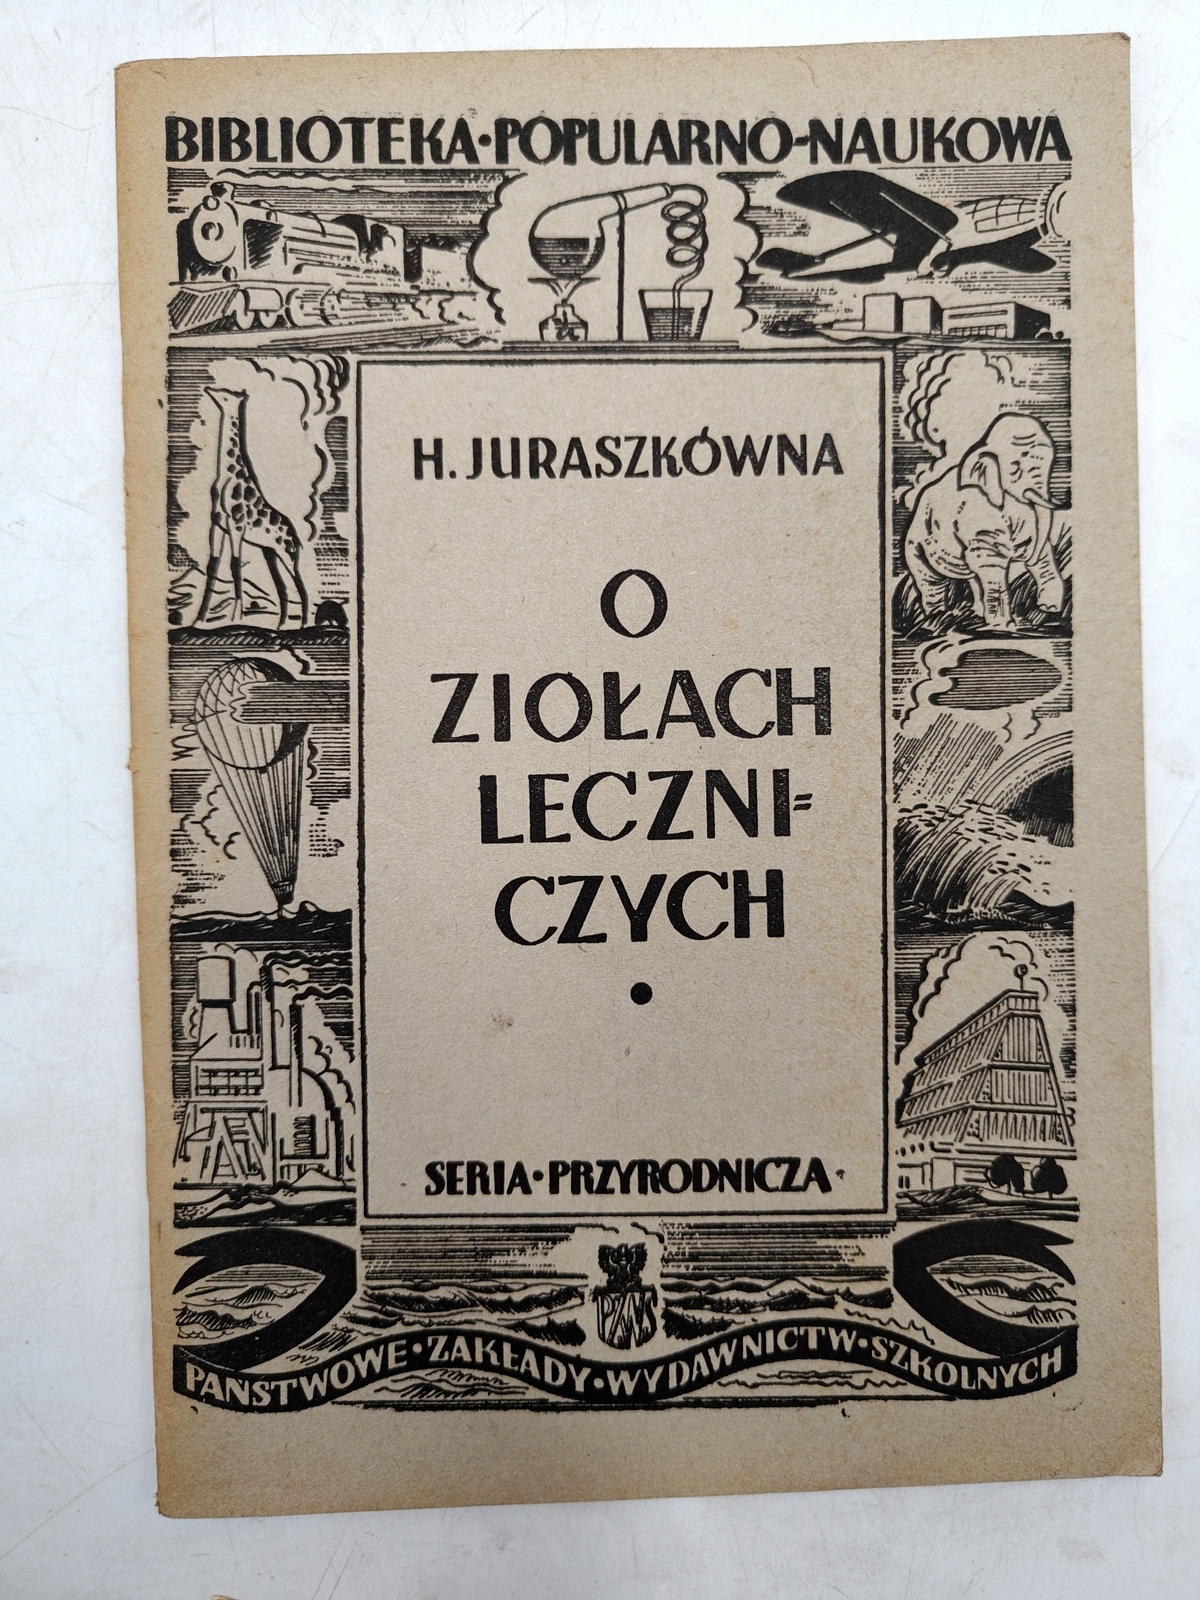 BIBLIOTEKA·POPULARNO-NAUKOWA
H. JURASZKÓWNA
O
ZIOŁACH
LECZNI=
CZYCH
•
SERIA·PRZYRODNICZA·
PZWS
PAŃSTWOWE·ZAKŁADY·WYDAWNICTW·SZKOLNYCH